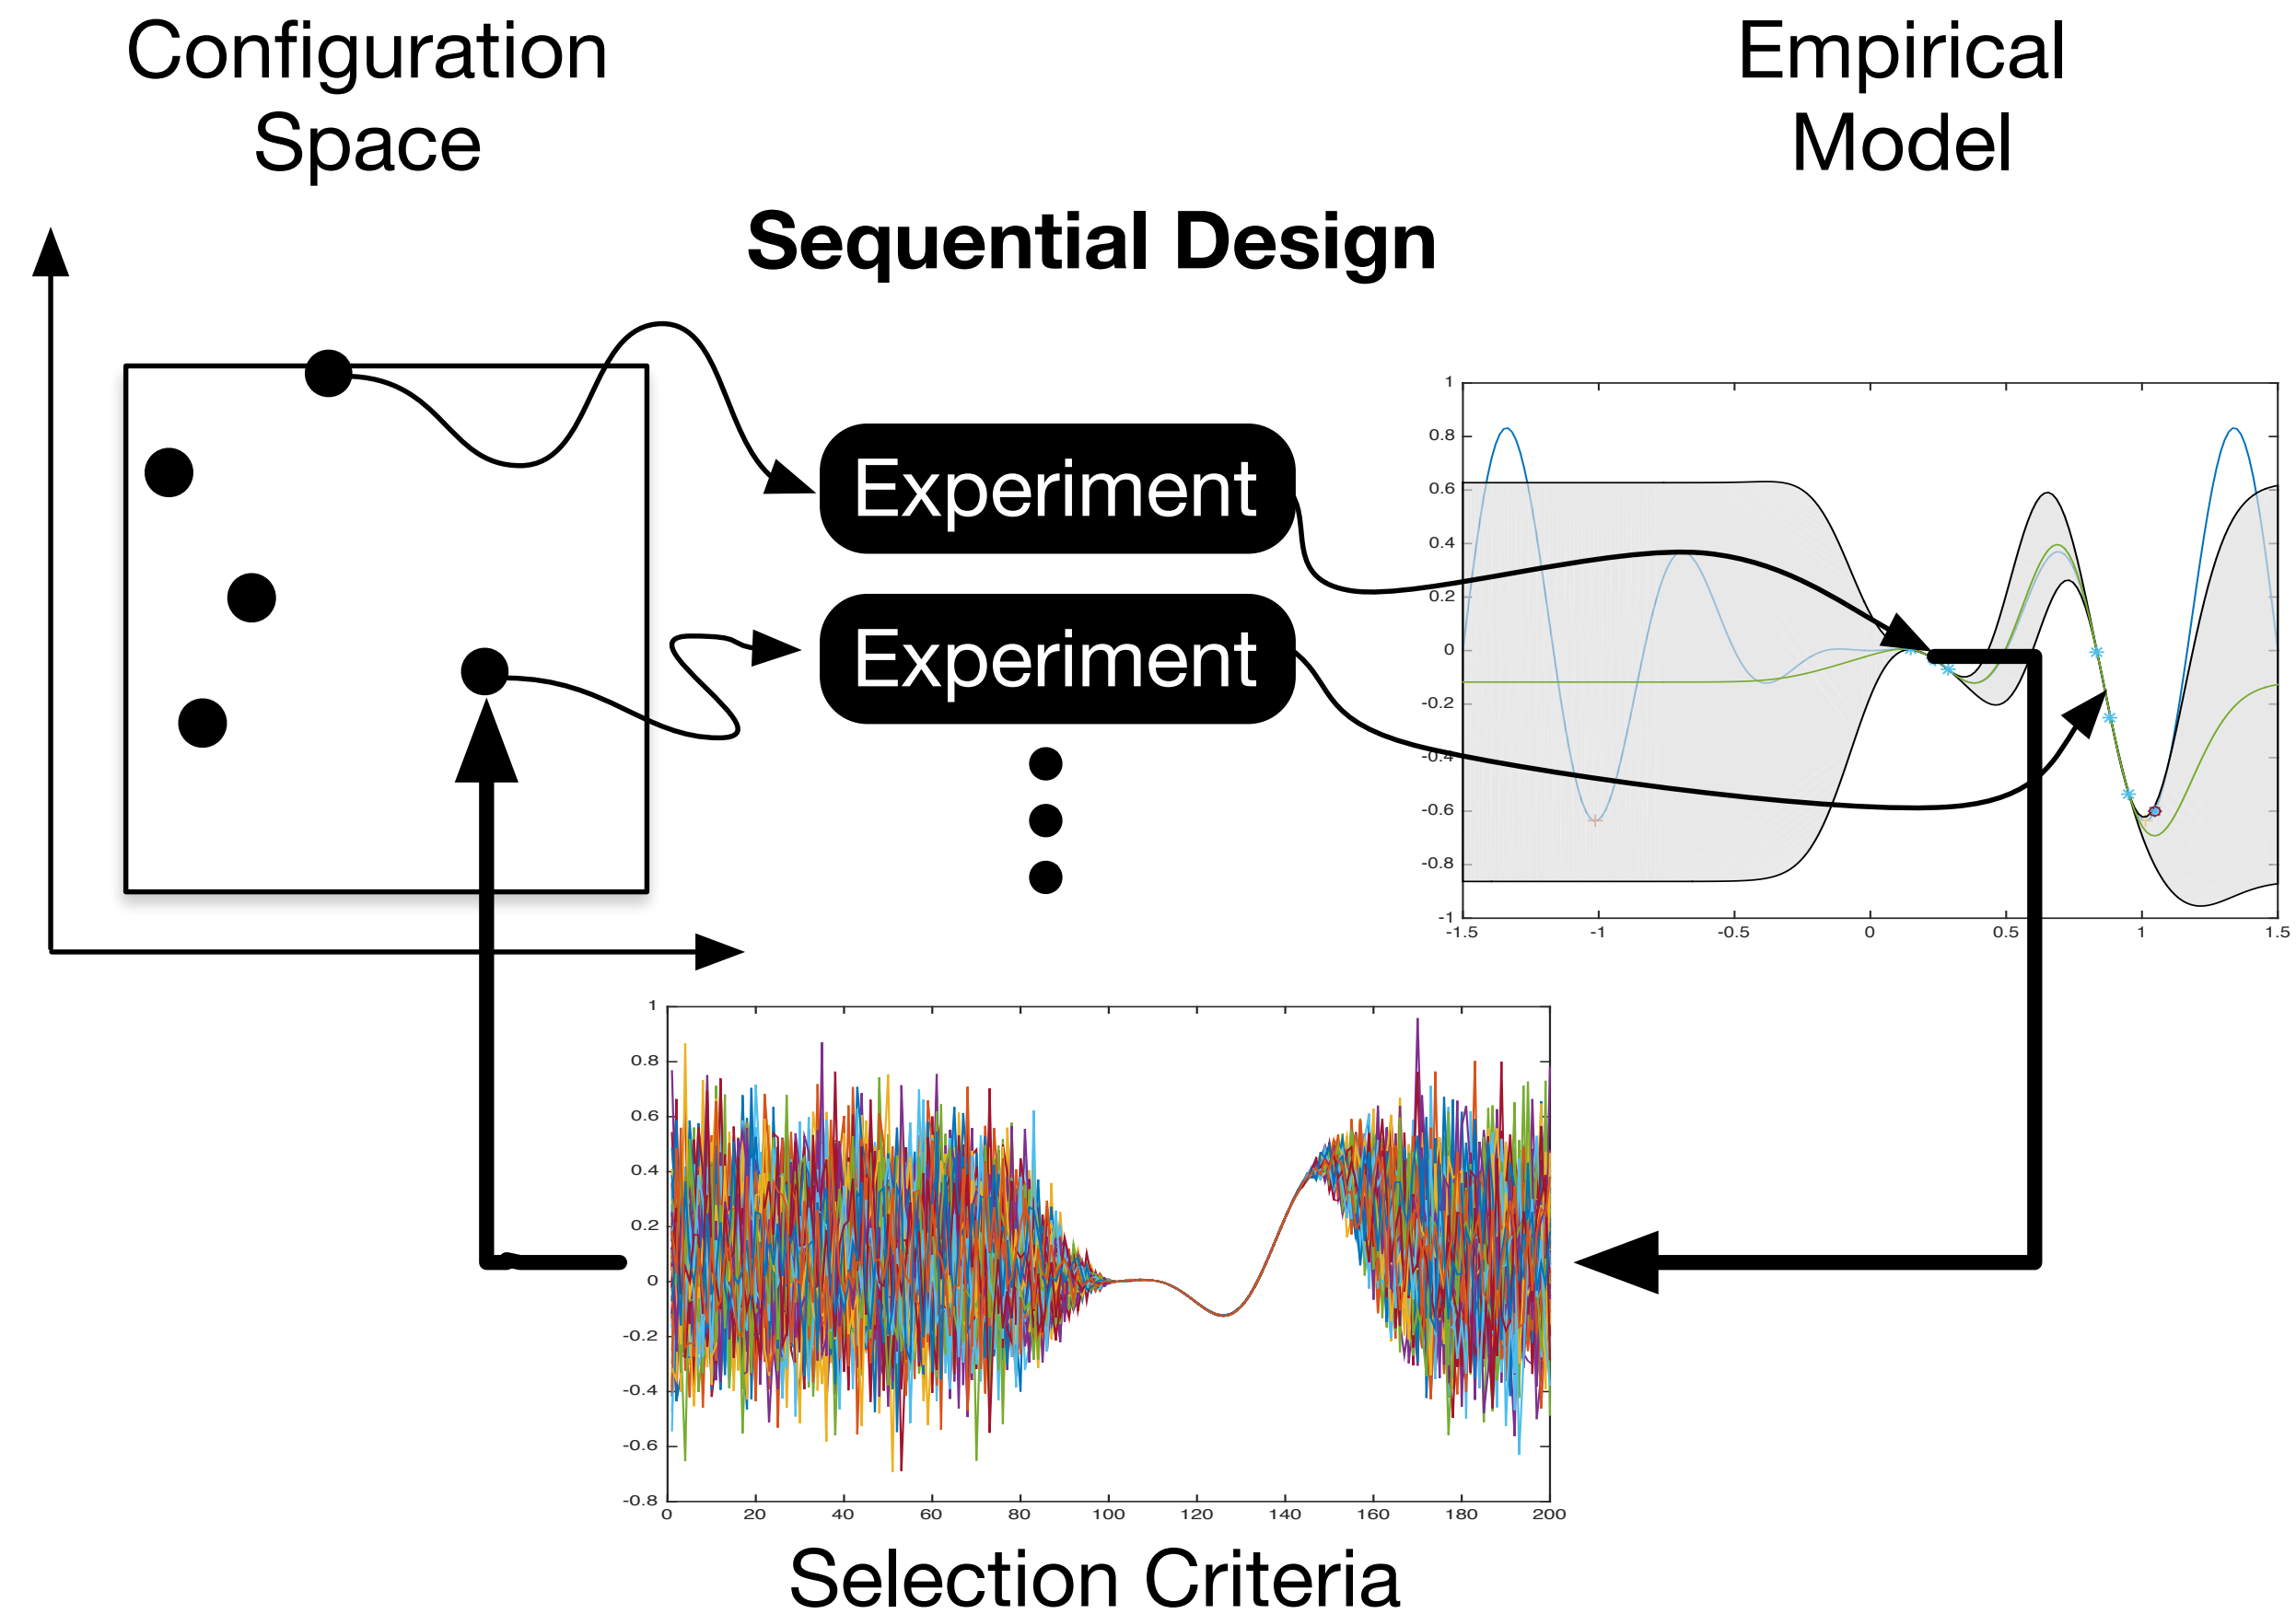 Configuration
Space
Empirical
Model
Sequential Design
Experiment
Experiment
1
0.8
0.6
0.4
0.2
0
-0.2
-0.4
-0.6
-0.8
-1
-1.5 -1 -0.5 0 0.5 1 1.5
1
0.8
0.6
0.4
0.2
0
-0.2
-0.4
-0.6
-0.8
0 20 40 60 80 100 120 140 160 180 200
Selection Criteria